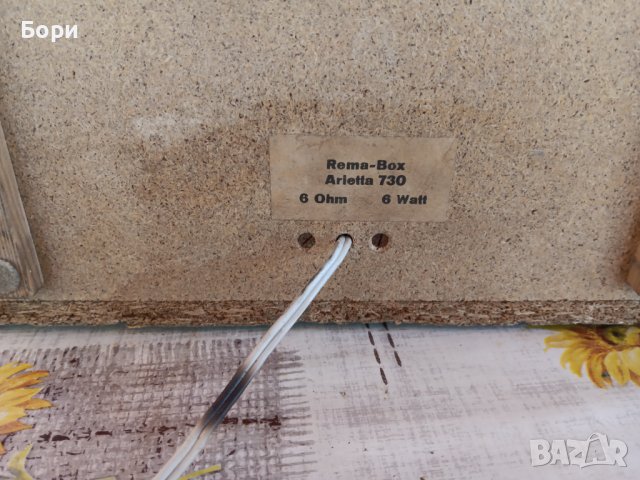 Бори
Rema-Box
Arietta 730
6 Ohm 6 Watt
BAZAR